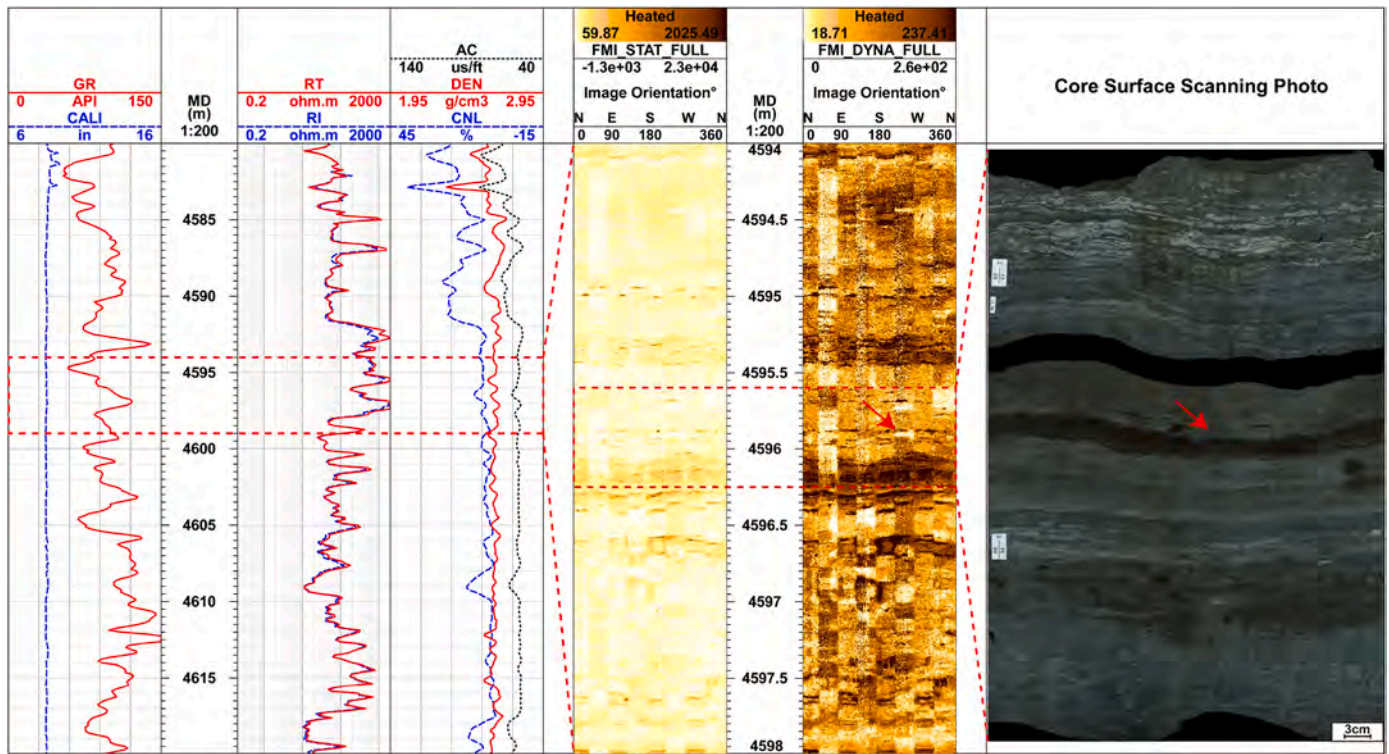 GR
0 API 150
CALI
6 in 16
MD
(m)
1:200
RT
0.2 ohm.m 2000
RI
0.2 ohm.m 2000
AC
140 us/ft 40
DEN
1.95 g/cm3 2.95
CNL
45 % -15
Heated
59.87 2025.49
FMI_STAT_FULL
-1.3e+03 2.3e+04
Image Orientation°
N E S W N
0 90 180 360
MD
(m)
1:200
Heated
18.71 237.41
FMI_DYNA_FULL
0 2.6e+02
Image Orientation°
N E S W N
0 90 180 360
Core Surface Scanning Photo
4585
4590
4595
4600
4605
4610
4615
4594
4594.5
4595
4595.5
4596
4596.5
4597
4597.5
4598
3cm